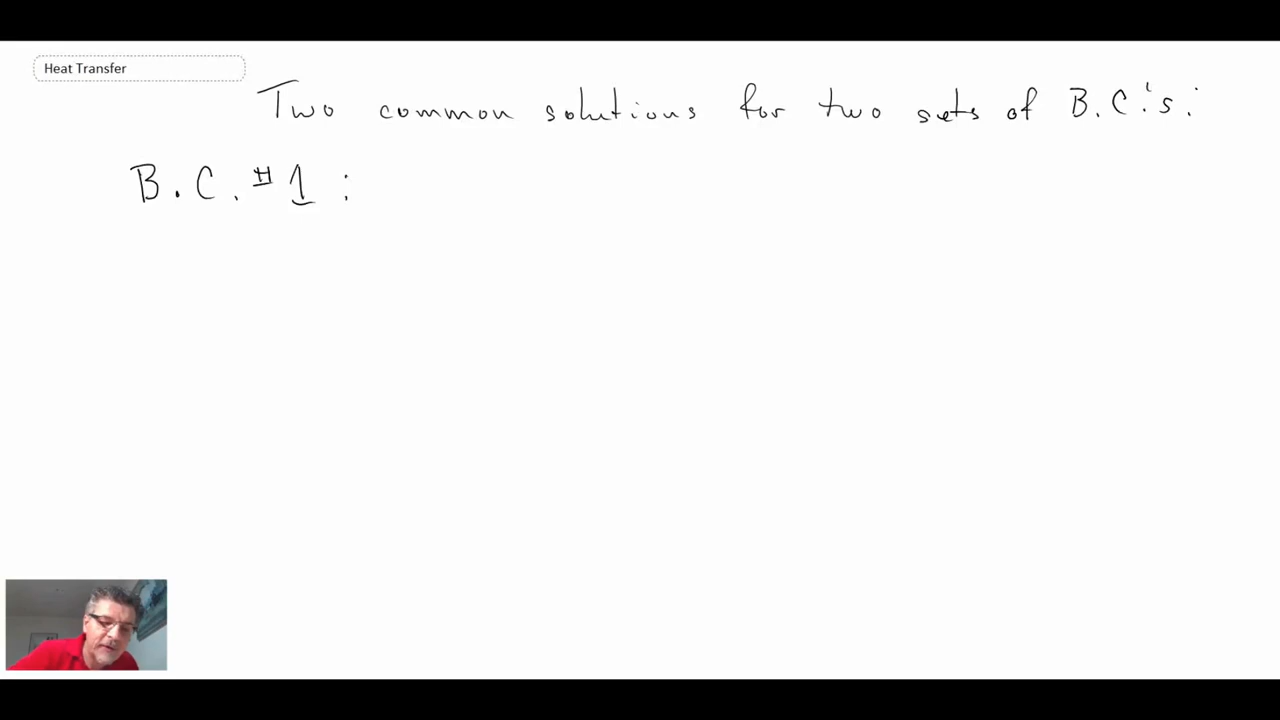 Heat Transfer
Two common solutions for two sets of B.C.'s:
B.C. #1 :